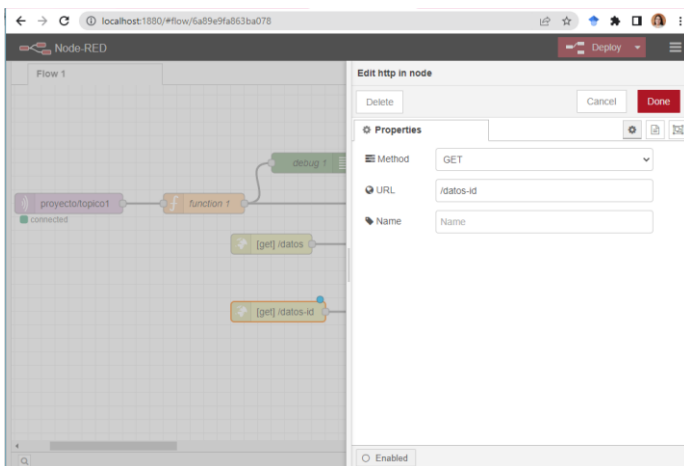 localhost:1880/#flow/6a89e9fa863ba078
Node-RED
Deploy
Flow 1
Edit http in node
Delete
Cancel
Done
Properties
Method
GET
URL
/datos-id
Name
Name
debug 1
proyecto/topico1
function 1
connected
[get] /datos
[get] /datos-id
Enabled